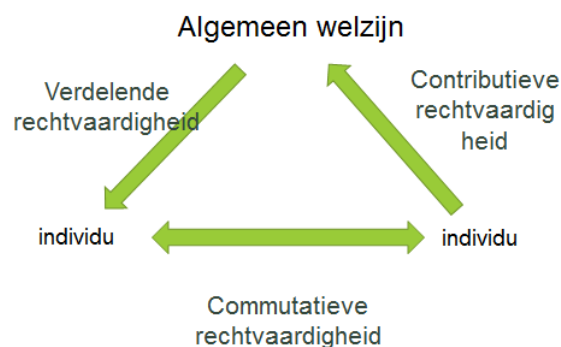 Algemeen welzijn
Verdelende
rechtvaardigheid
Contributieve
rechtvaardig
heid
individu
individu
Commutatieve
rechtvaardigheid